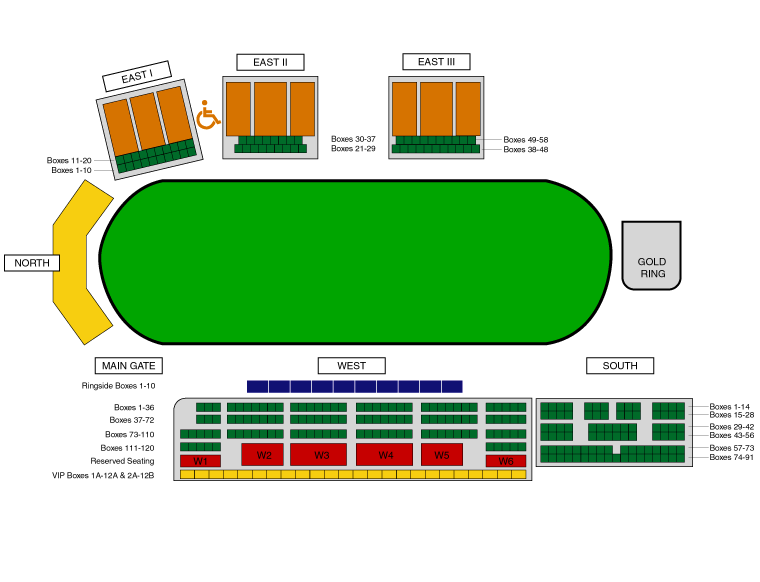 EAST I
EAST II
EAST III
Boxes 11-20
Boxes 1-10
Boxes 30-37
Boxes 21-29
Boxes 49-58
Boxes 38-48
NORTH
GOLD
RING
MAIN GATE
WEST
SOUTH
Ringside Boxes 1-10
Boxes 1-36
Boxes 37-72
Boxes 73-110
Boxes 111-120
Reserved Seating
VIP Boxes 1A-12A & 2A-12B
W1
W2
W3
W4
W5
W6
Boxes 1-14
Boxes 15-28
Boxes 29-42
Boxes 43-56
Boxes 57-73
Boxes 74-91